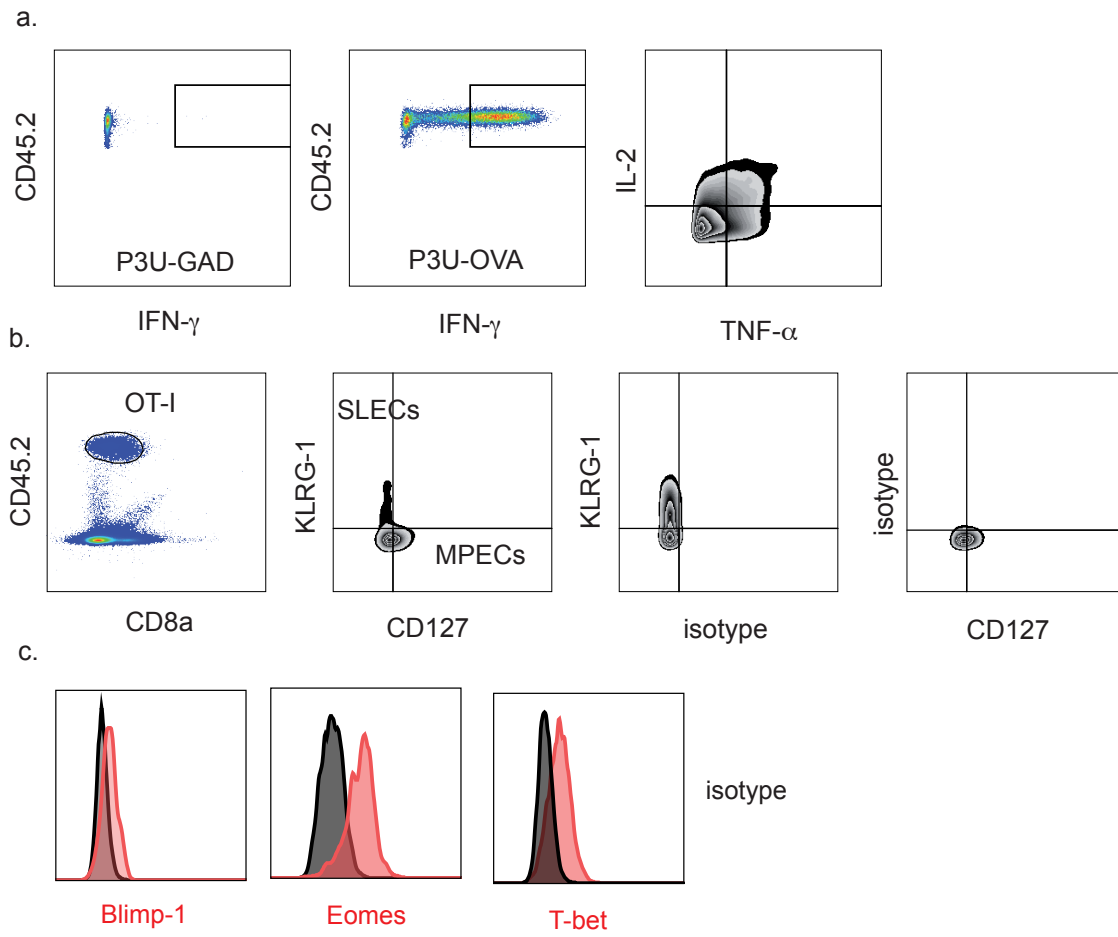 a.
CD45.2
P3U-GAD
IFN-γ
CD45.2
P3U-OVA
IFN-γ
IL-2
TNF-α
b.
CD45.2
OT-I
CD8a
KLRG-1
SLECs
MPECs
CD127
KLRG-1
isotype
isotype
CD127
c.
Blimp-1
Eomes
T-bet
isotype